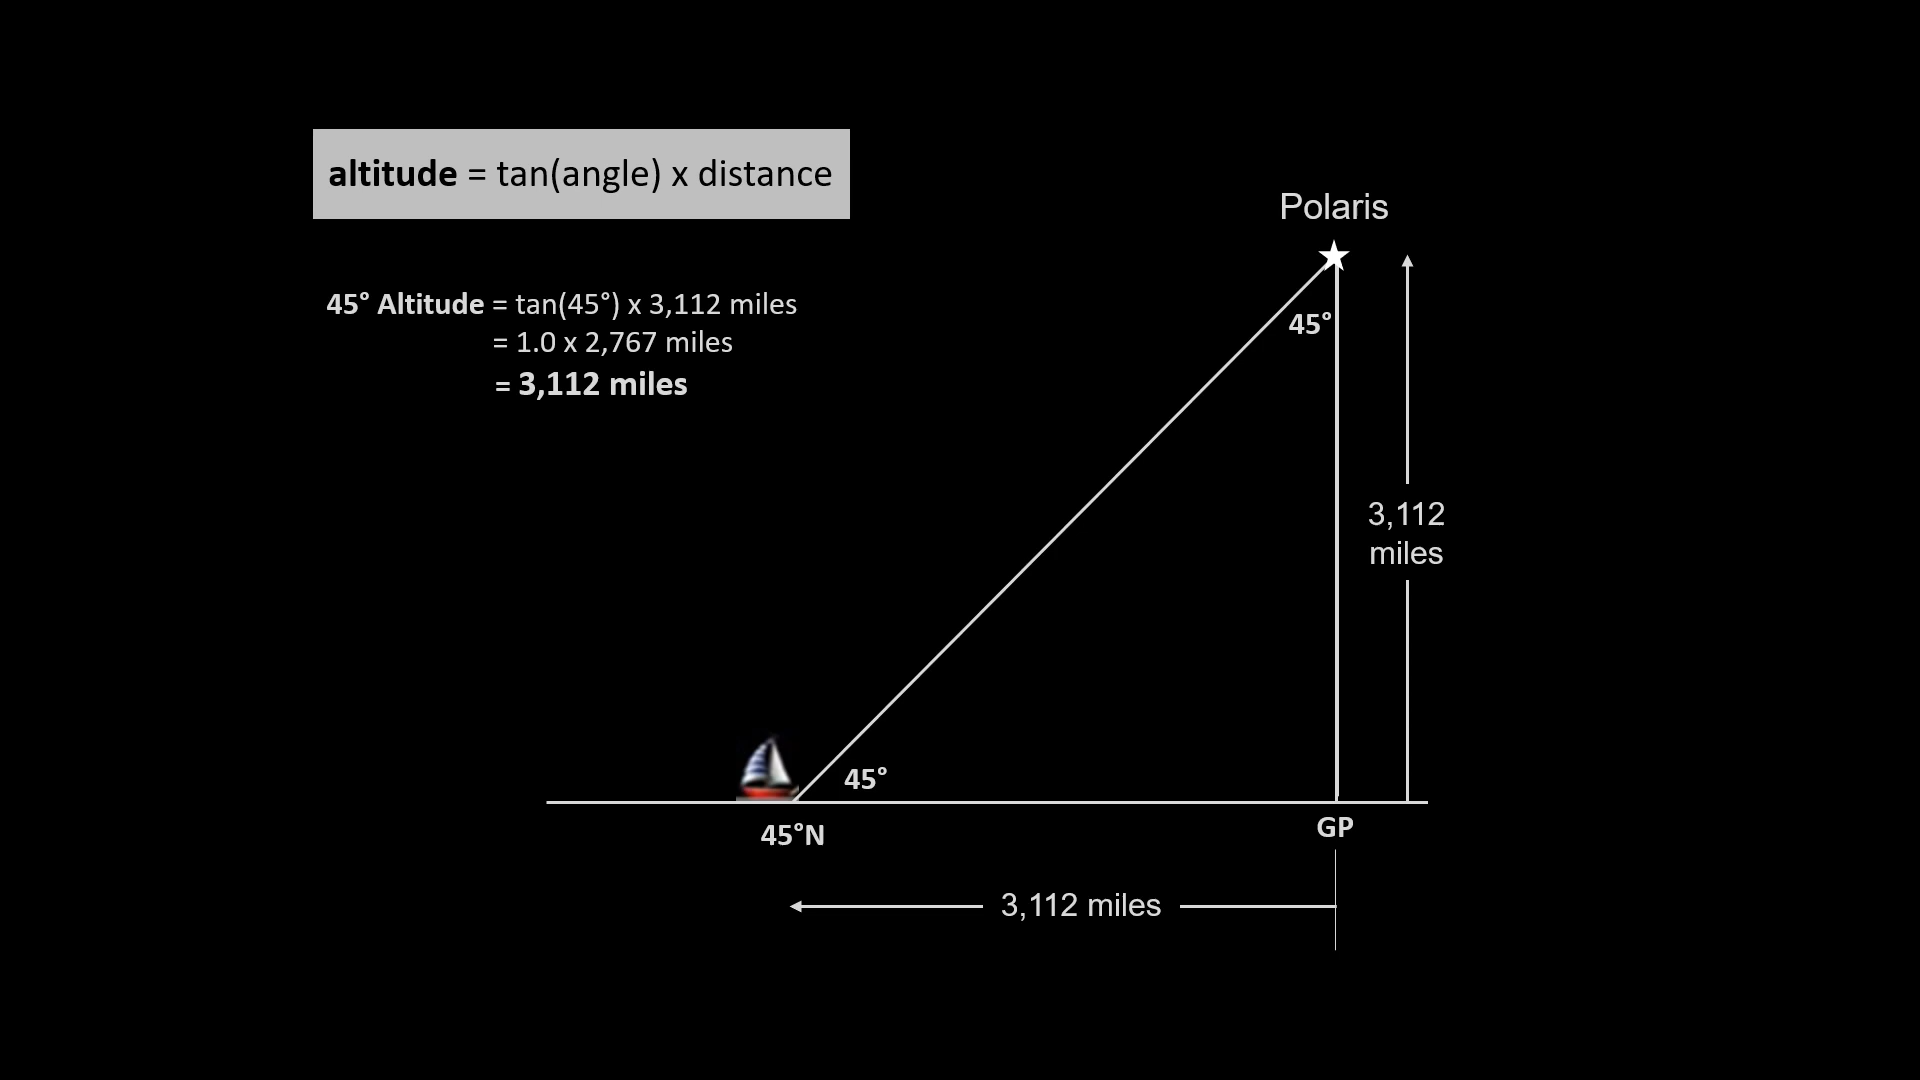 altitude = tan(angle) x distance
Polaris
45° Altitude = tan(45°) x 3,112 miles
= 1.0 x 2,767 miles
= 3,112 miles
45°
3,112
miles
45°
45°N
GP
3,112 miles